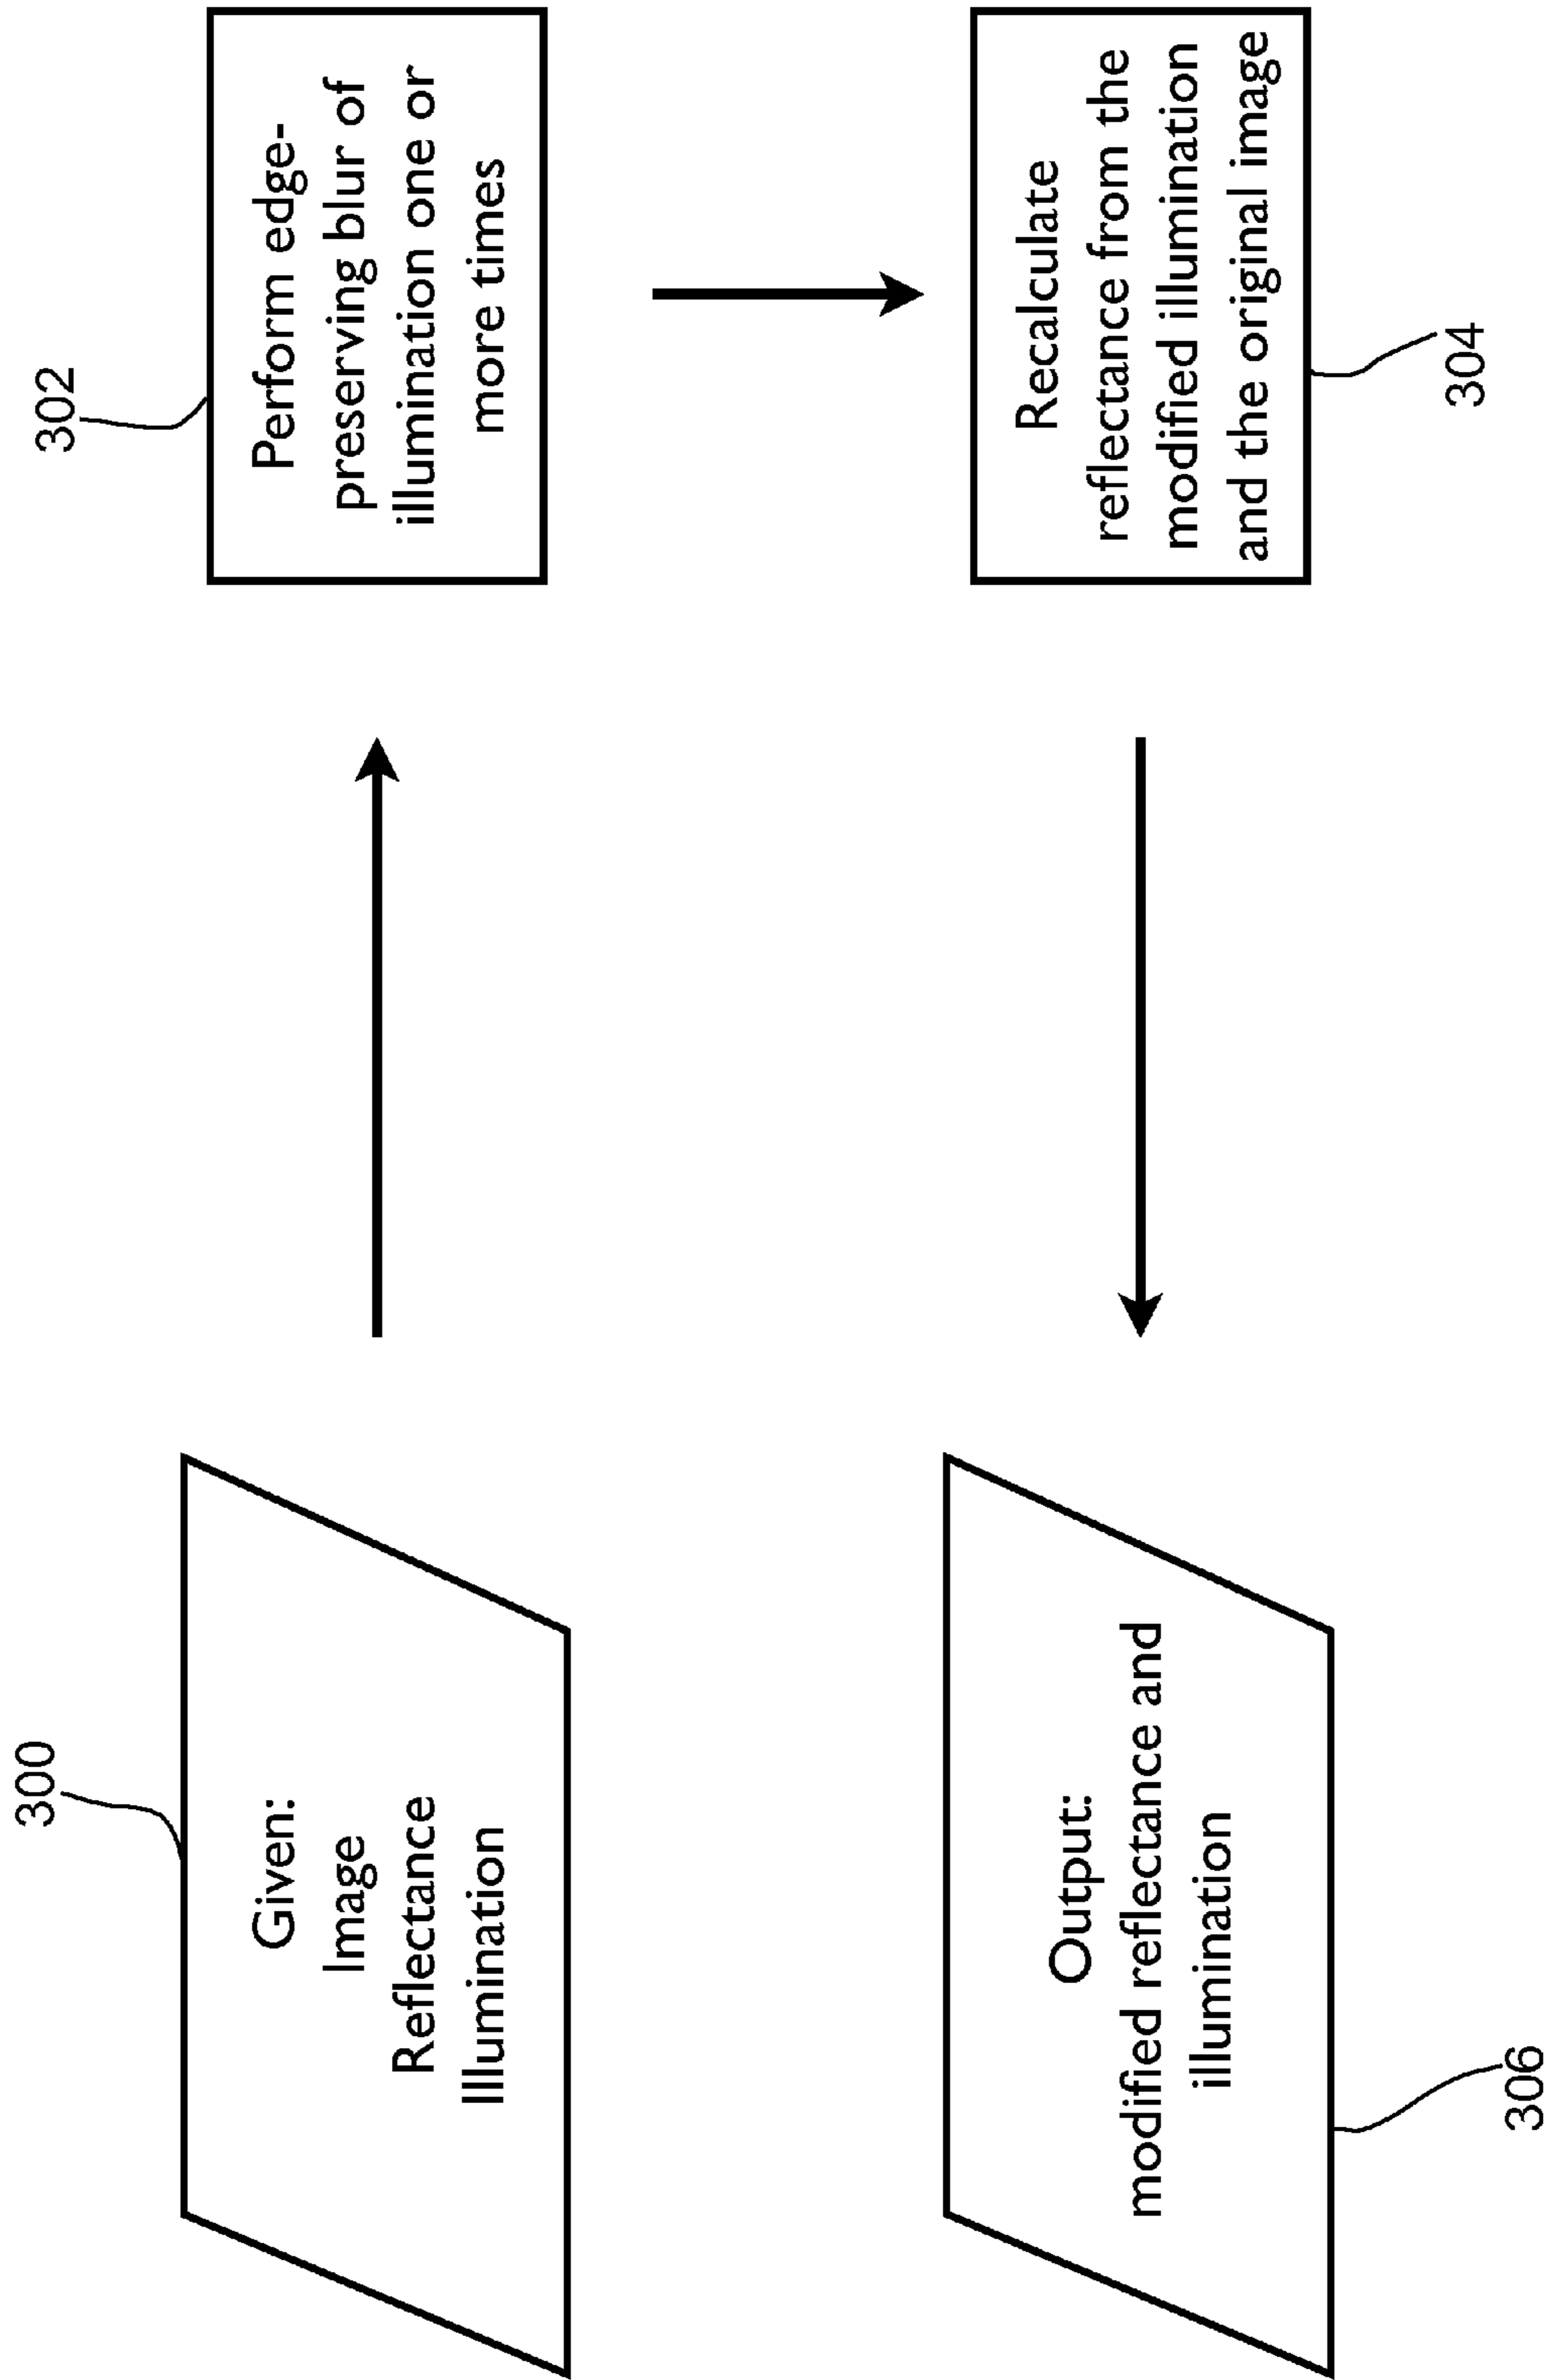 300
Given:
Image
Reflectance
Illumination
302
Perform edge-
preserving blur of
illumination one or
more times
Recalculate
reflectance from the
modified illumination
and the original image
304
Output:
modified reflectance and
illumination
306